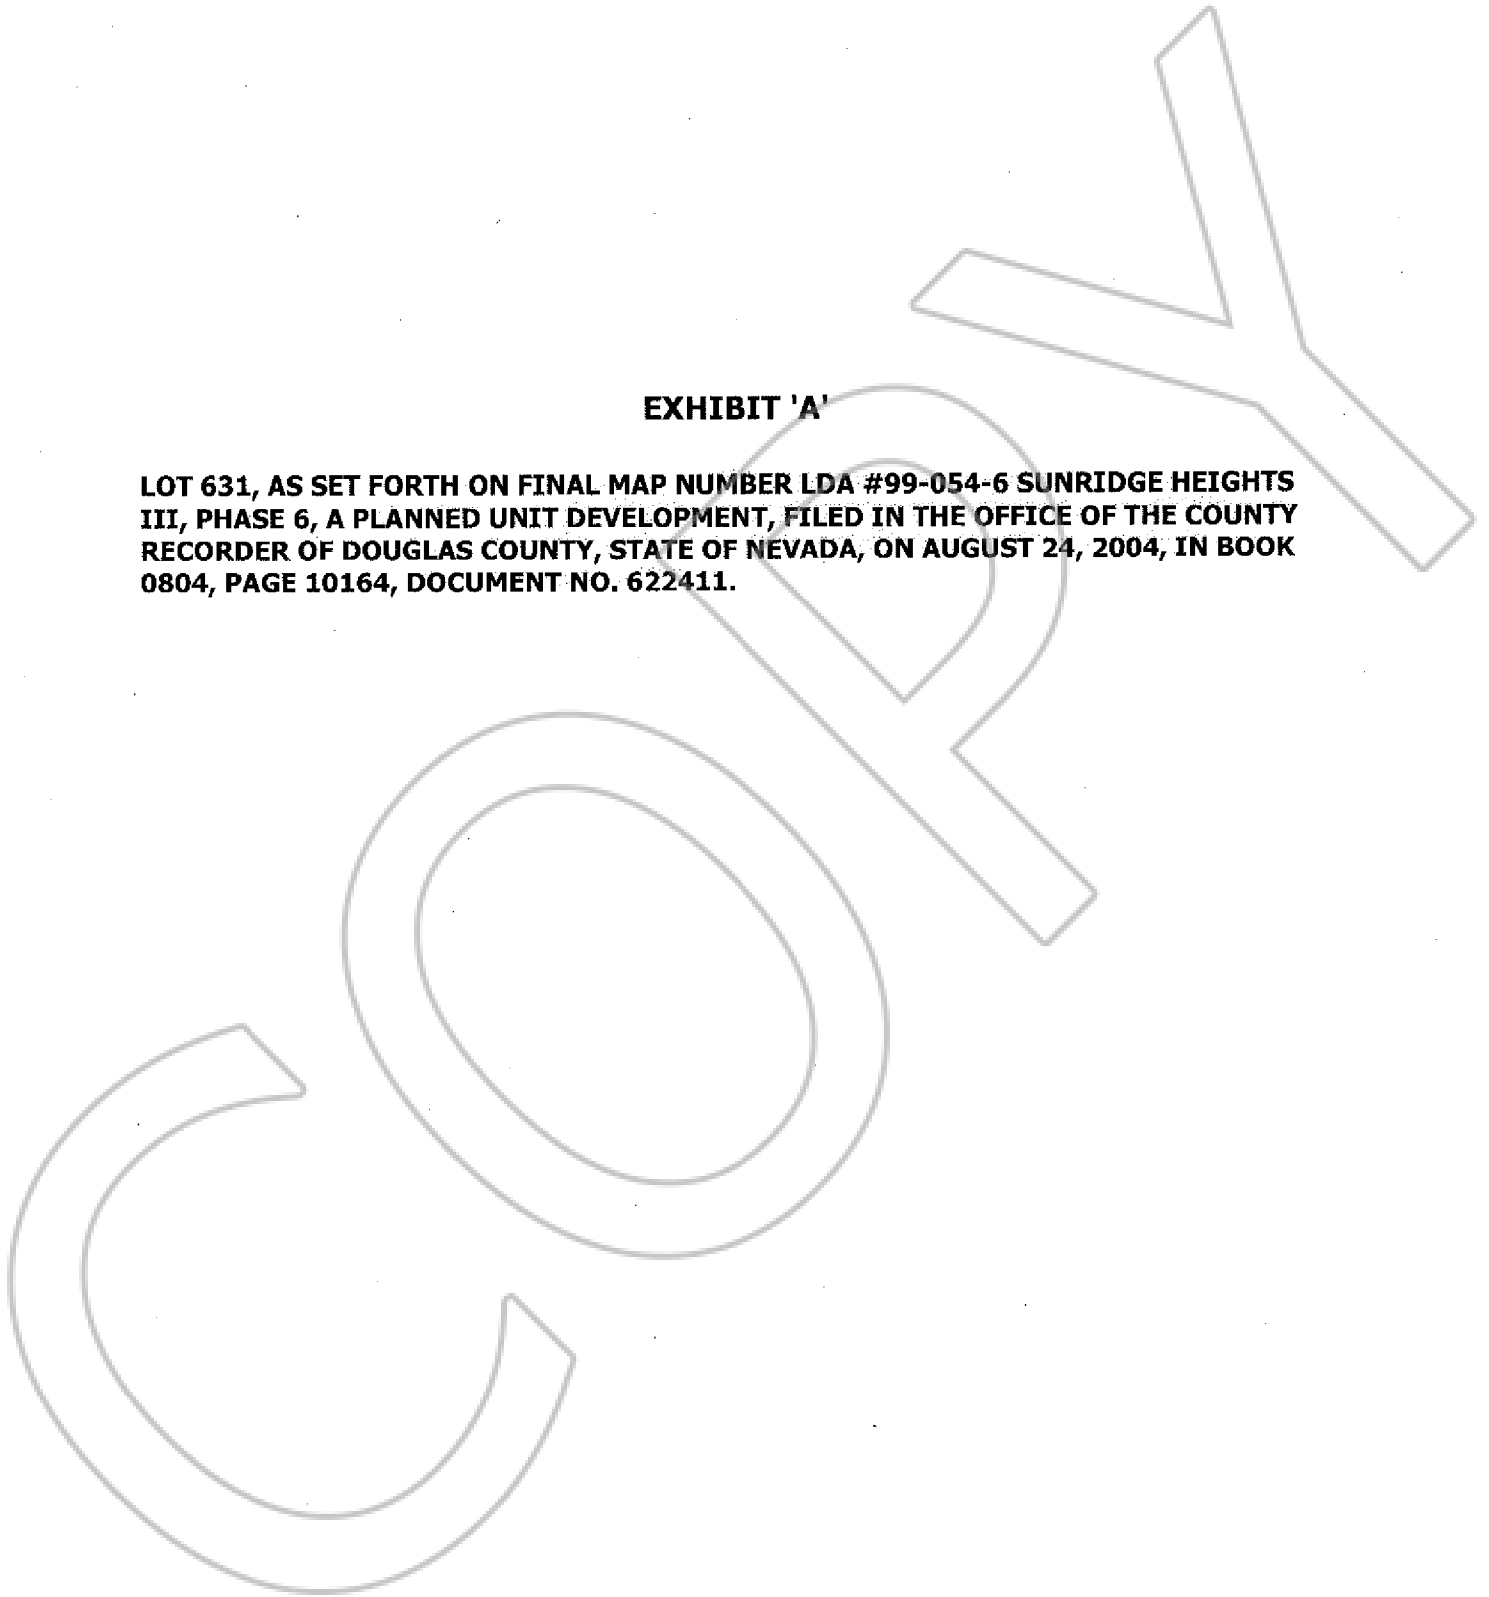 EXHIBIT 'A'
LOT 631, AS SET FORTH ON FINAL MAP NUMBER LDA #99-054-6 SUNRIDGE HEIGHTS
III, PHASE 6, A PLANNED UNIT DEVELOPMENT, FILED IN THE OFFICE OF THE COUNTY
RECORDER OF DOUGLAS COUNTY, STATE OF NEVADA, ON AUGUST 24, 2004, IN BOOK
0804, PAGE 10164, DOCUMENT NO. 622411.
COPY